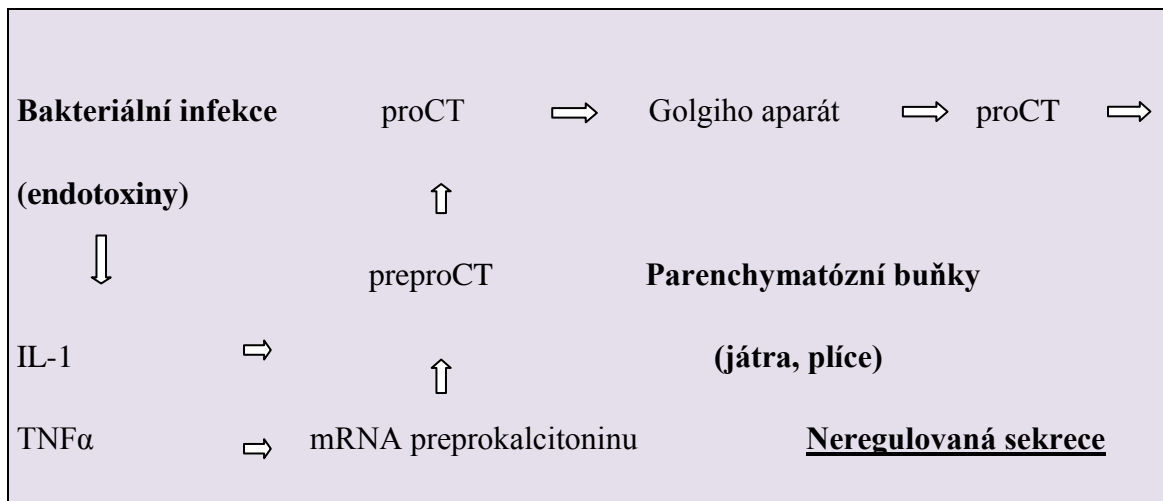 Bakteriální infekce proCT Golgiho aparát proCT
(endotoxiny)
preproCT Parenchymatózní buňky
IL-1 (játra, plíce)
TNFα mRNA preprokalcitoninu Neregulovaná sekrece